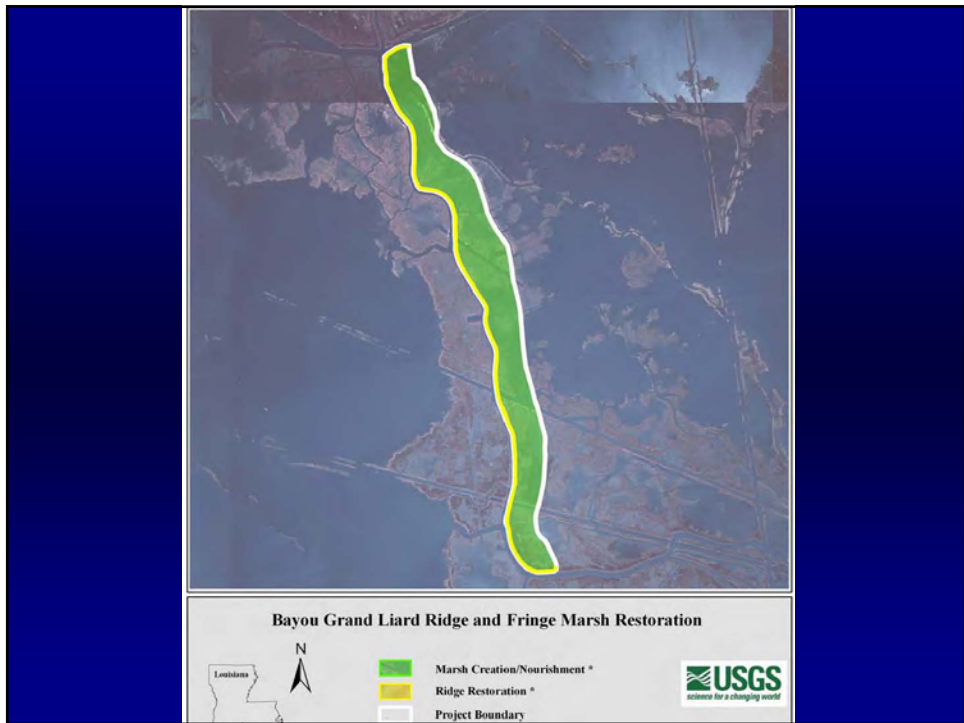 Bayou Grand Liard Ridge and Fringe Marsh Restoration
N
Louisiana
Marsh Creation/Nourishment *
Ridge Restoration *
Project Boundary
USGS
science for a changing world